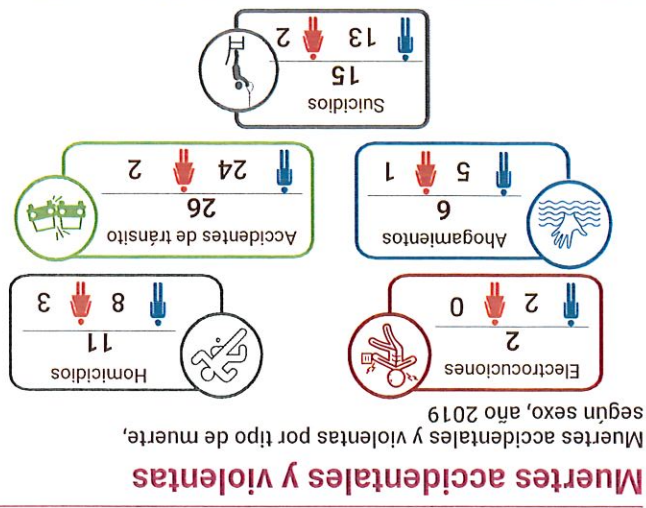 Muertes accidentales y violentas
Muertes accidentales y violentas por tipo de muerte,
según sexo, año 2019
Electrocuciones
2
2 0
Homicidios
11
8 3
Ahogamientos
6
5 1
Accidentes de tránsito
26
24 2
Suicidios
15
13 2